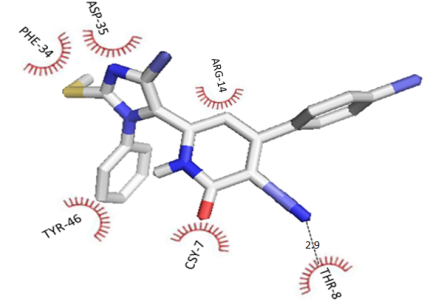 ASP-35
PHE-34
ARG-14
TYR-46
CSY-7
2.9
THR-8